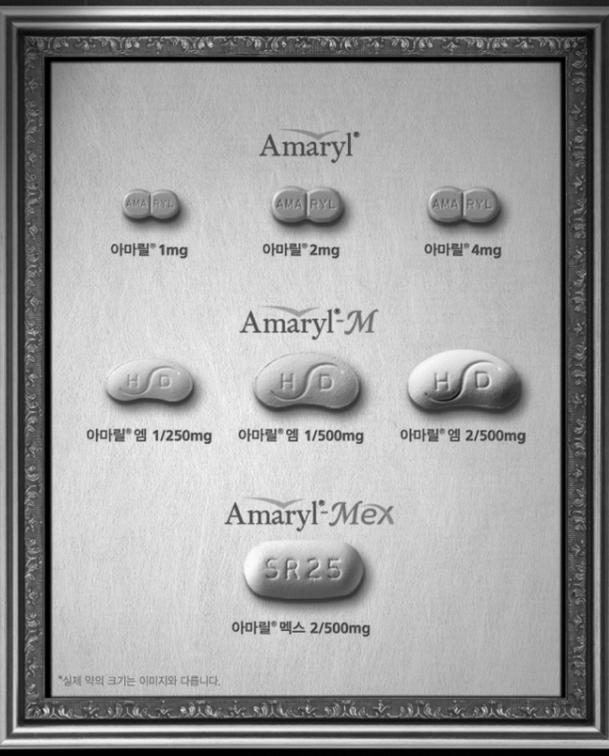 Amaryl®
AMA RYL AMA RYL AMA RYL
아마릴® 1mg 아마릴® 2mg 아마릴® 4mg
Amaryl®-M
H D H D H D
아마릴® 엠 1/250mg 아마릴® 엠 1/500mg 아마릴® 엠 2/500mg
Amaryl®-Mex
SR25
아마릴® 멕스 2/500mg
*실제 약의 크기는 이미지와 다릅니다.